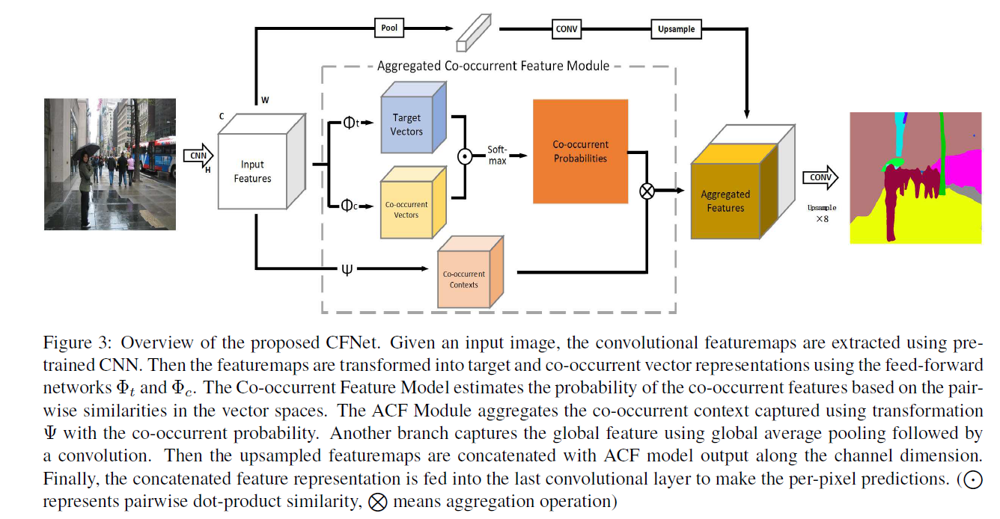 Pool
CONV
Upsample
Aggregated Co-occurrent Feature Module
W
C
H
CNN
Input
Features
Φt
Target
Vectors
Φc
Co-occurrent
Vectors
Soft-
max
Co-occurrent
Probabilities
Ψ
Co-occurrent
Contexts
Aggregated
Features
CONV
Upsample
×8
Figure 3: Overview of the proposed CFNet. Given an input image, the convolutional featuremaps are extracted using pre-
trained CNN. Then the featuremaps are transformed into target and co-occurrent vector representations using the feed-forward
networks Φt and Φc. The Co-occurrent Feature Model estimates the probability of the co-occurrent features based on the pair-
wise similarities in the vector spaces. The ACF Module aggregates the co-occurrent context captured using transformation
Ψ with the co-occurrent probability. Another branch captures the global feature using global average pooling followed by
a convolution. Then the upsampled featuremaps are concatenated with ACF model output along the channel dimension.
Finally, the concatenated feature representation is fed into the last convolutional layer to make the per-pixel predictions. (⊙
represents pairwise dot-product similarity, ⊗ means aggregation operation)